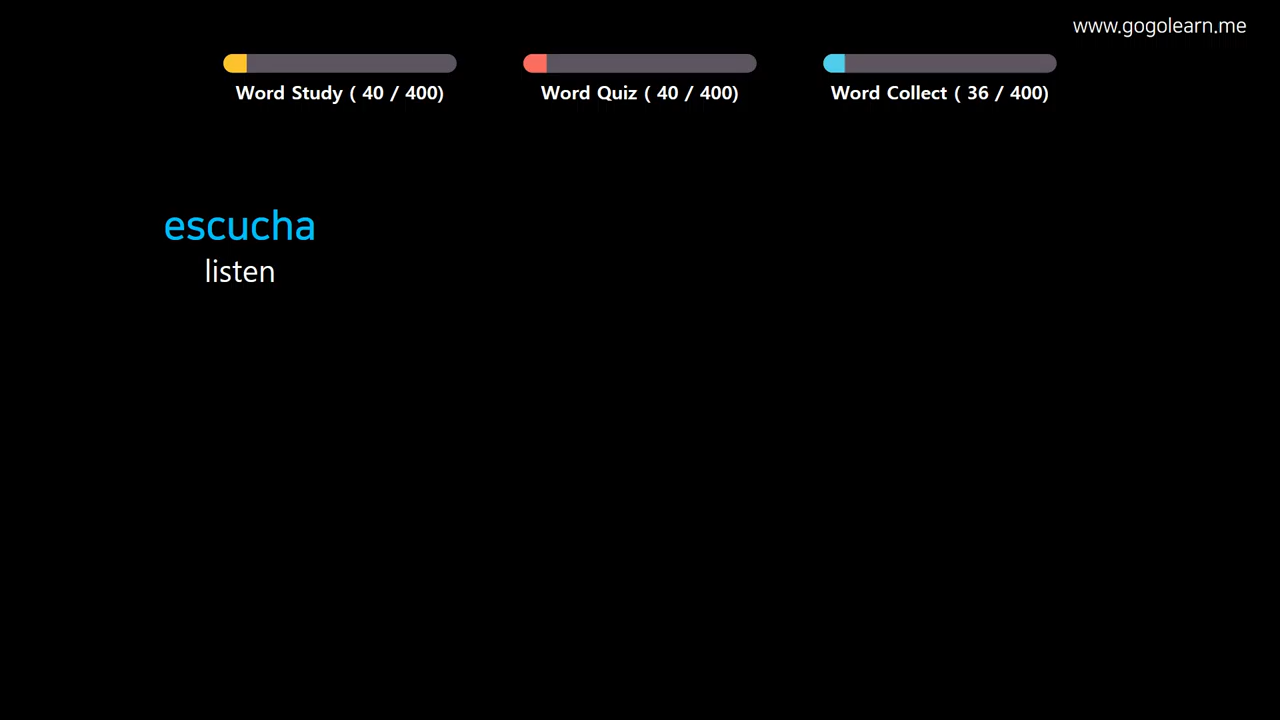 www.gogolearn.me
Word Study ( 40 / 400)
Word Quiz ( 40 / 400)
Word Collect ( 36 / 400)
escucha
listen